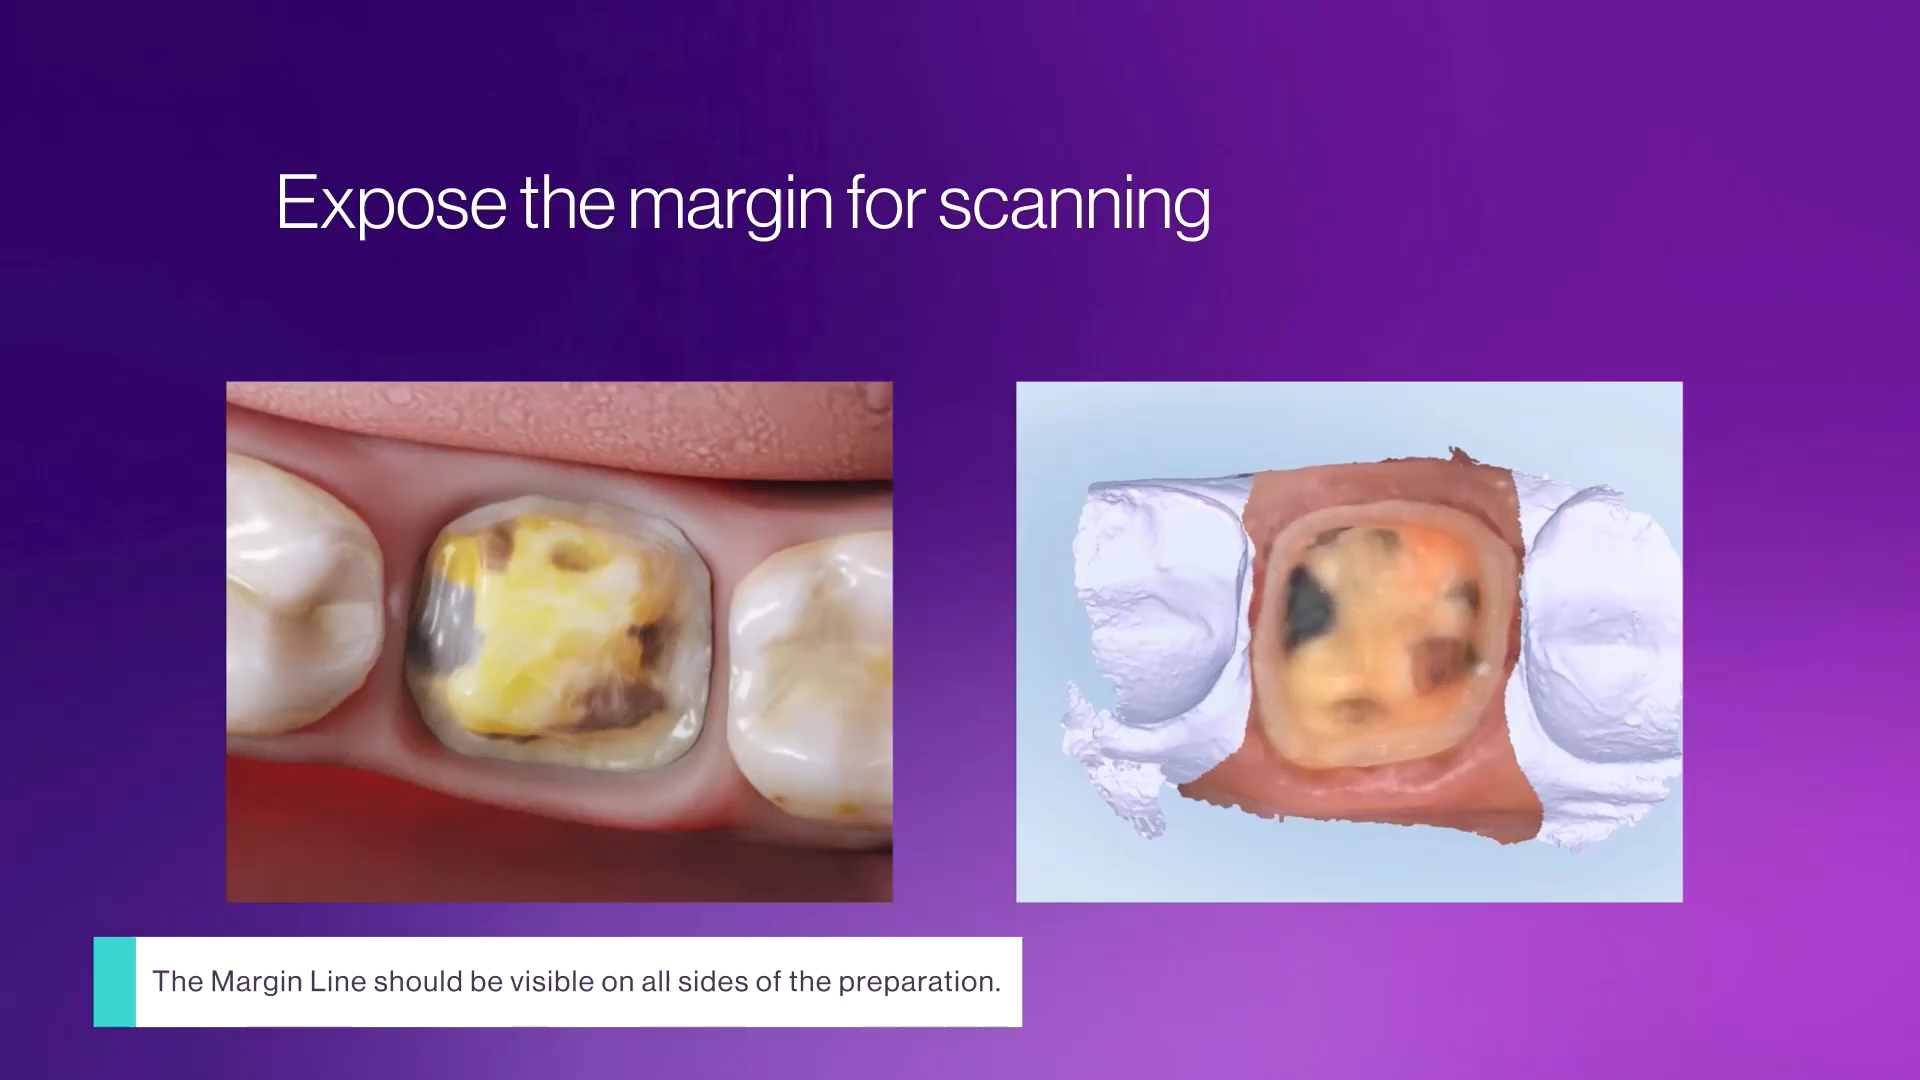 Expose the margin for scanning
The Margin Line should be visible on all sides of the preparation.